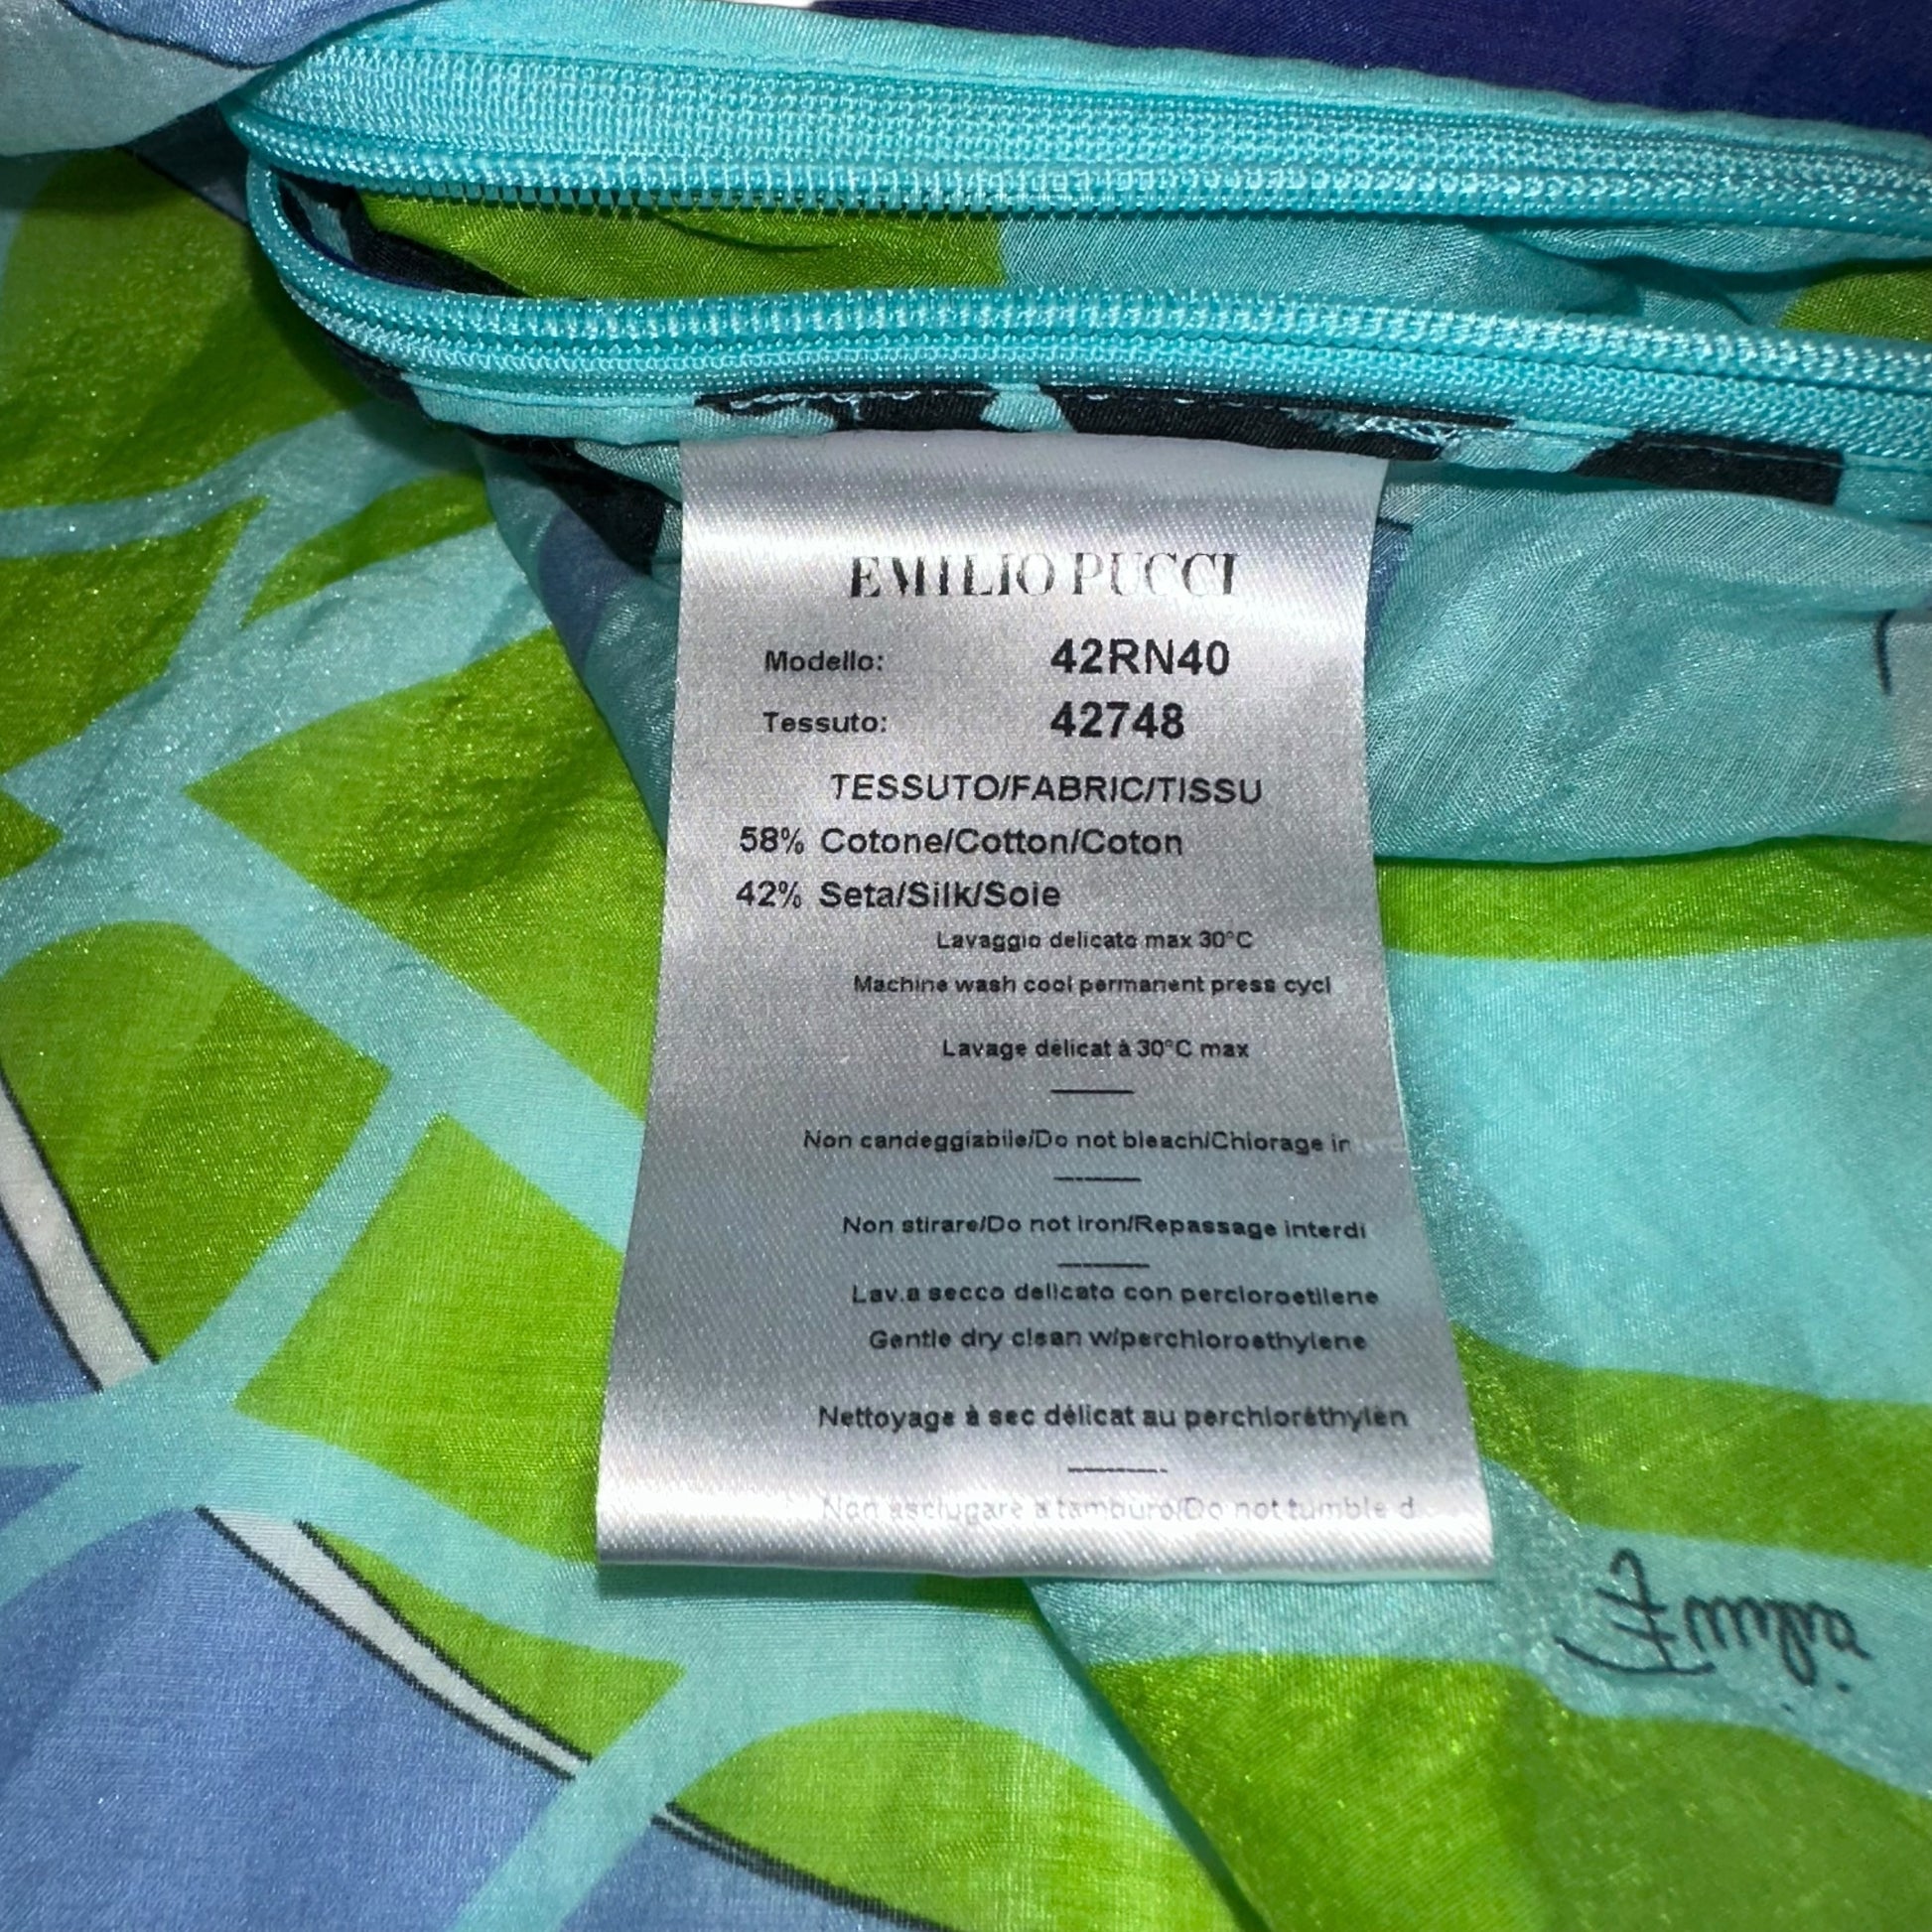 EMILIO PUCCI
Modello: 42RN40
Tessuto: 42748
TESSUTO/FABRIC/TISSU
58% Cotone/Cotton/Coton
42% Seta/Silk/Soie
Lavaggio delicato max 30°C
Machine wash cool permanent press cycl
Lavage délicat à 30°C max
Non candeggiabile/Do not bleach/Chlorage in
Non stirare/Do not iron/Repassage interdi
Lav.a secco delicato con percloroetilene
Gentle dry clean w/perchloroethylene
Nettoyage à sec délicat au perchloréthylèn
Non asciugare a tamburo/Do not tumble d
Emilio